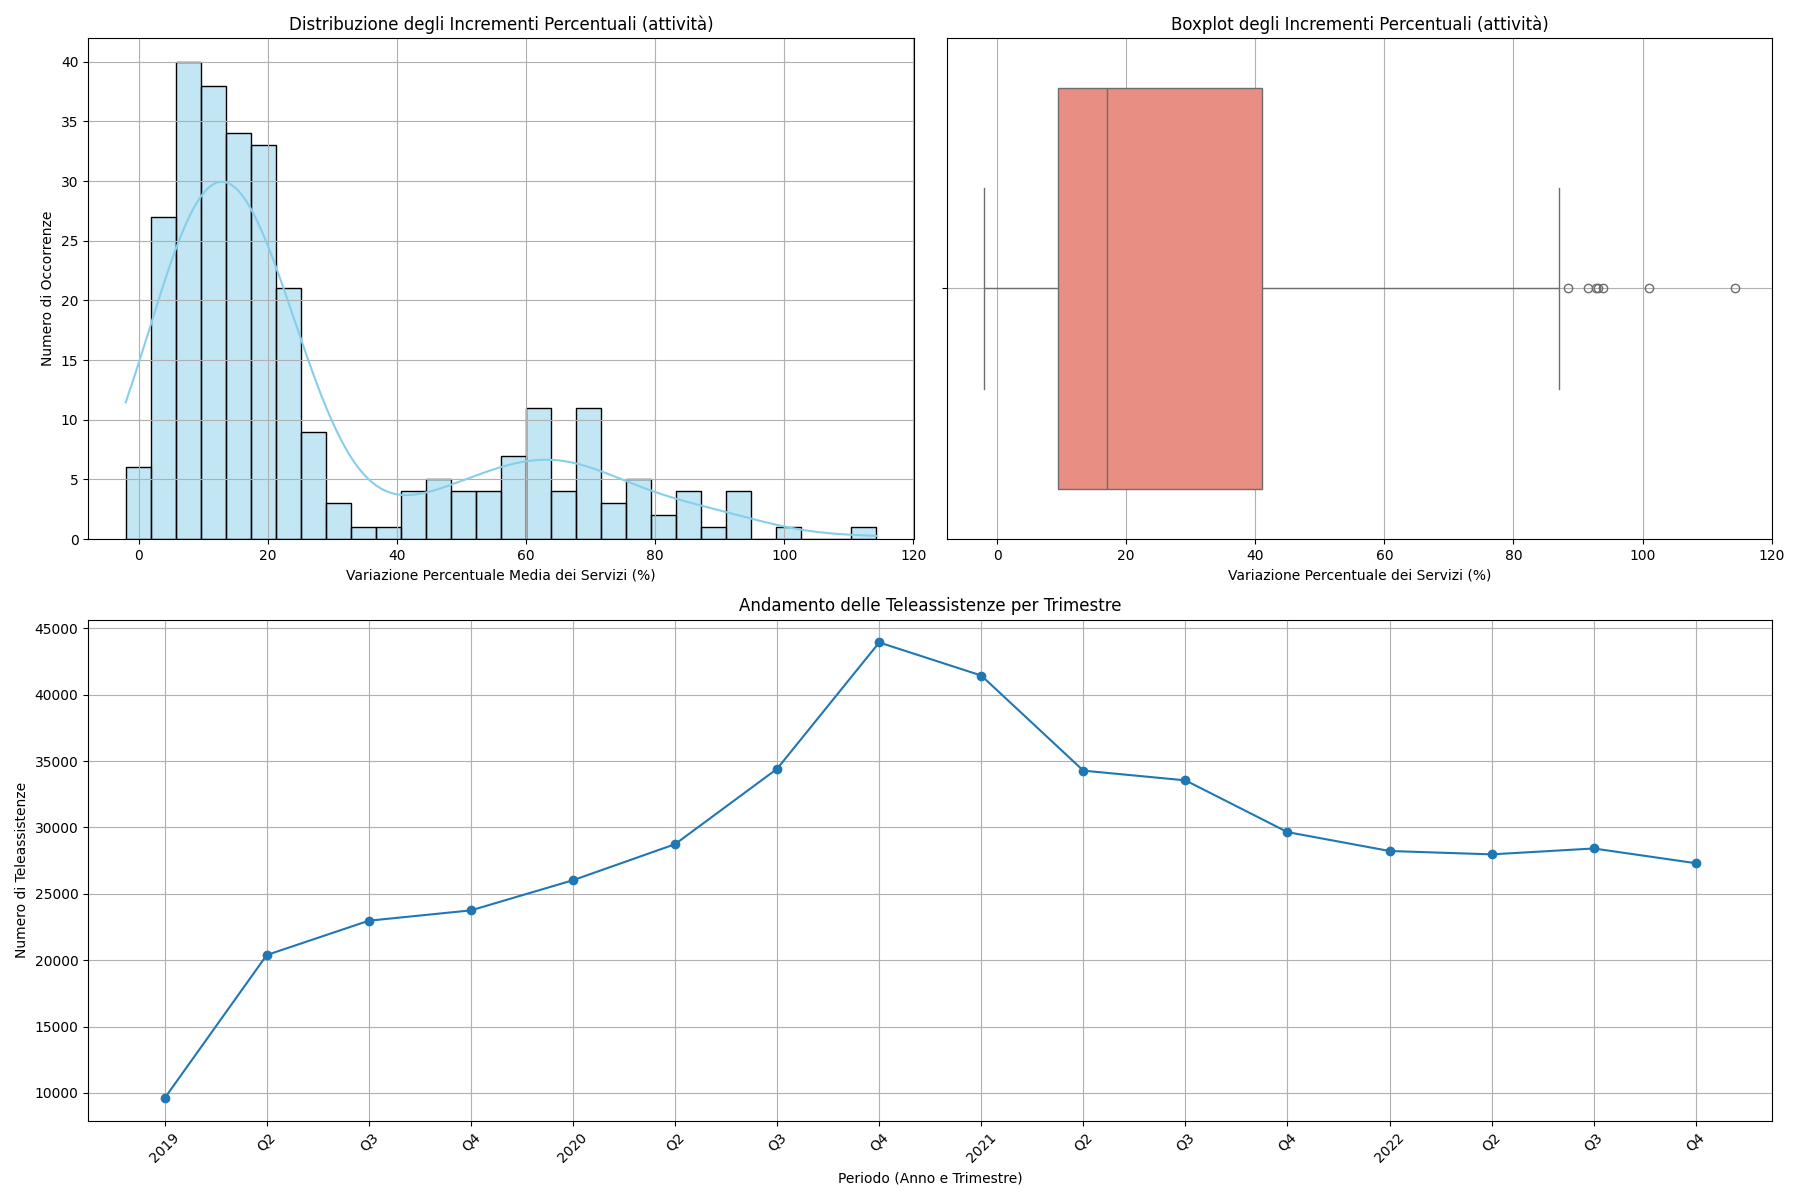 Distribuzione degli Incrementi Percentuali (attività)
Numero di Occorrenze
40
35
30
25
20
15
10
5
0
0 20 40 60 80 100 120
Variazione Percentuale Media dei Servizi (%)
Boxplot degli Incrementi Percentuali (attività)
0 20 40 60 80 100 120
Variazione Percentuale dei Servizi (%)
Andamento delle Teleassistenze per Trimestre
Numero di Teleassistenze
45000
40000
35000
30000
25000
20000
15000
10000
2019 Q2 Q3 Q4 2020 Q2 Q3 Q4 2021 Q2 Q3 Q4 2022 Q2 Q3 Q4
Periodo (Anno e Trimestre)